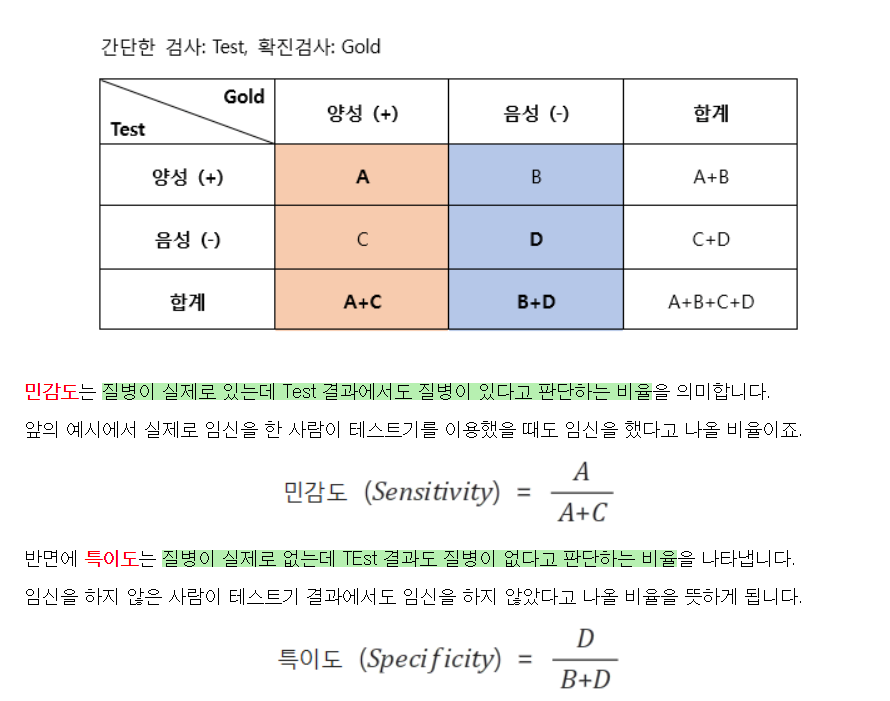 간단한 검사: Test, 확진검사: Gold
Gold
Test
양성 (+) 음성 (-) 합계
양성 (+) A B A+B
음성 (-) C D C+D
합계 A+C B+D A+B+C+D
민감도는 질병이 실제로 있는데 Test 결과에서도 질병이 있다고 판단하는 비율을 의미합니다.
앞의 예시에서 실제로 임신을 한 사람이 테스트기를 이용했을 때도 임신을 했다고 나올 비율이죠.
민감도 (Sensitivity) = A / A+C
반면에 특이도는 질병이 실제로 없는데 TEst 결과도 질병이 없다고 판단하는 비율을 나타냅니다.
임신을 하지 않은 사람이 테스트기 결과에서도 임신을 하지 않았다고 나올 비율을 뜻하게 됩니다.
특이도 (Specificity) = D / B+D